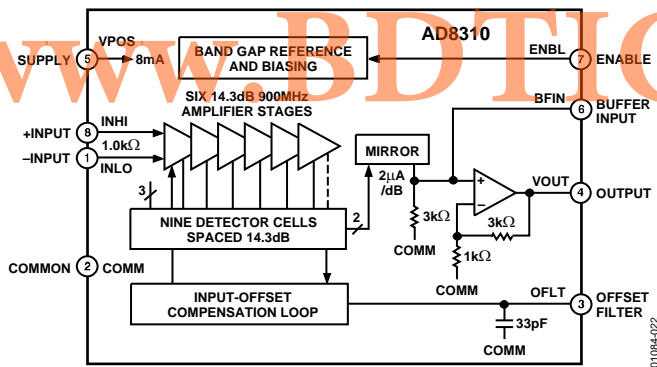 www.BDTIC
AD8310
VPOS
SUPPLY 5
8mA
BAND GAP REFERENCE
AND BIASING
ENBL
7 ENABLE
SIX 14.3dB 900MHz
AMPLIFIER STAGES
BFIN
6 BUFFER
INPUT
+INPUT 8 INHI
1.0kΩ
–INPUT 1
INLO
MIRROR
2μA
/dB
3
NINE DETECTOR CELLS
SPACED 14.3dB
2
3kΩ
COMM
+
–
VOUT
4 OUTPUT
3kΩ
1kΩ
COMM
COMMON 2 COMM
INPUT-OFFSET
COMPENSATION LOOP
OFLT
3 OFFSET
FILTER
33pF
COMM
01084-022